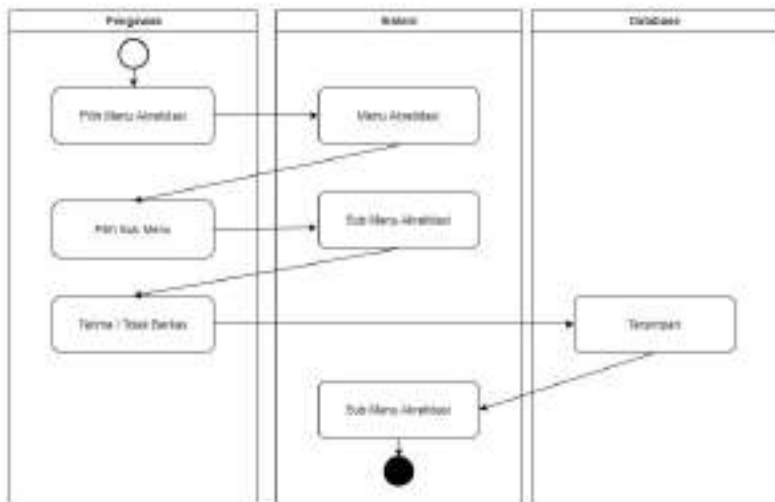 Pengawas
Sistem
Database
Pilih Menu Akreditasi
Menu Akreditasi
Pilih Sub Menu
Sub Menu Akreditasi
Terima / Tolak Berkas
Tersimpan
Sub Menu Akreditasi